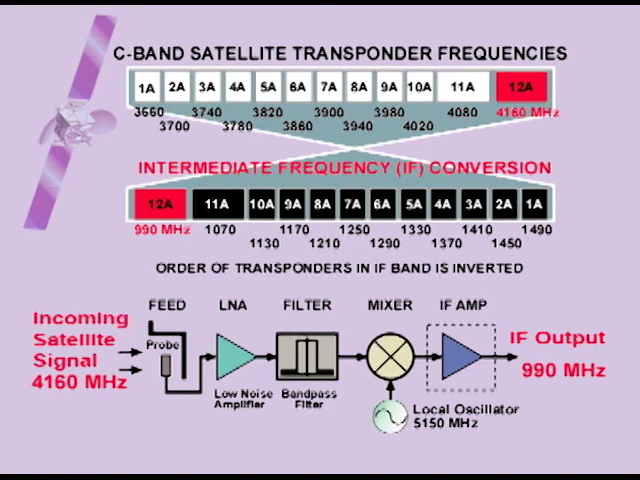 C-BAND SATELLITE TRANSPONDER FREQUENCIES
1A 2A 3A 4A 5A 6A 7A 8A 9A 10A 11A 12A
3660 3740 3820 3900 3980 4080 4160 MHz
3700 3780 3860 3940 4020
INTERMEDIATE FREQUENCY (IF) CONVERSION
12A 11A 10A 9A 8A 7A 6A 5A 4A 3A 2A 1A
990 MHz 1070 1170 1250 1330 1410 1490
1130 1210 1290 1370 1450
ORDER OF TRANSPONDERS IN IF BAND IS INVERTED
FEED LNA FILTER MIXER IF AMP
Incoming
Satellite
Signal
4160 MHz
Probe
Low Noise
Amplifier
Bandpass
Filter
Local Oscillator
5150 MHz
IF Output
990 MHz